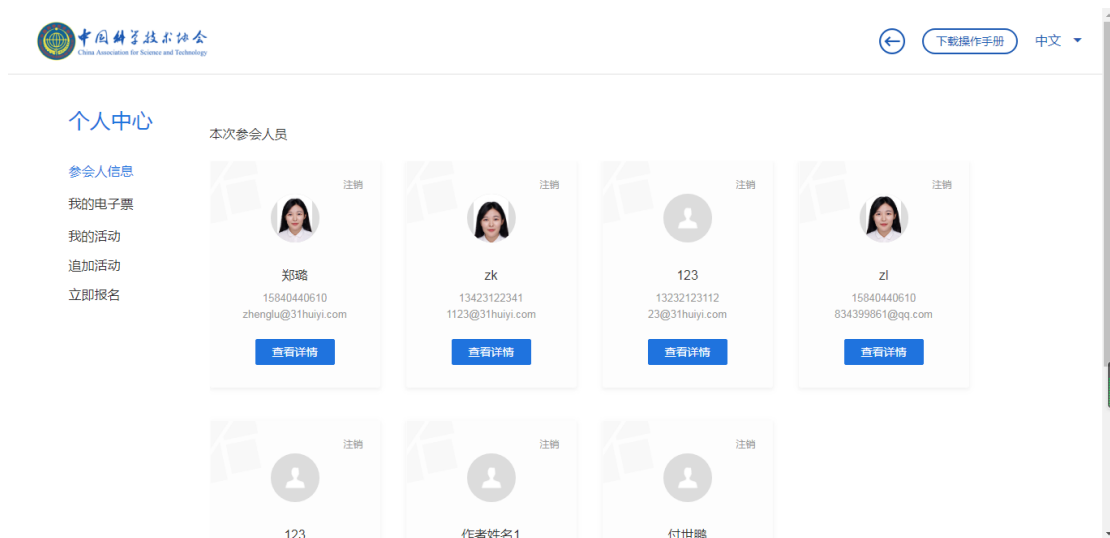 中国科学技术协会
China Association for Science and Technology
下载操作手册
中文
个人中心
参会人信息
我的电子票
我的活动
追加活动
立即报名
本次参会人员
注销
郑璐
15840440610
zhenglu@31huiyi.com
查看详情
注销
zk
13423122341
1123@31huiyi.com
查看详情
注销
123
13232123112
23@31huiyi.com
查看详情
注销
zl
15840440610
834399861@qq.com
查看详情
注销
123
注销
作者姓名1
注销
付世鹏